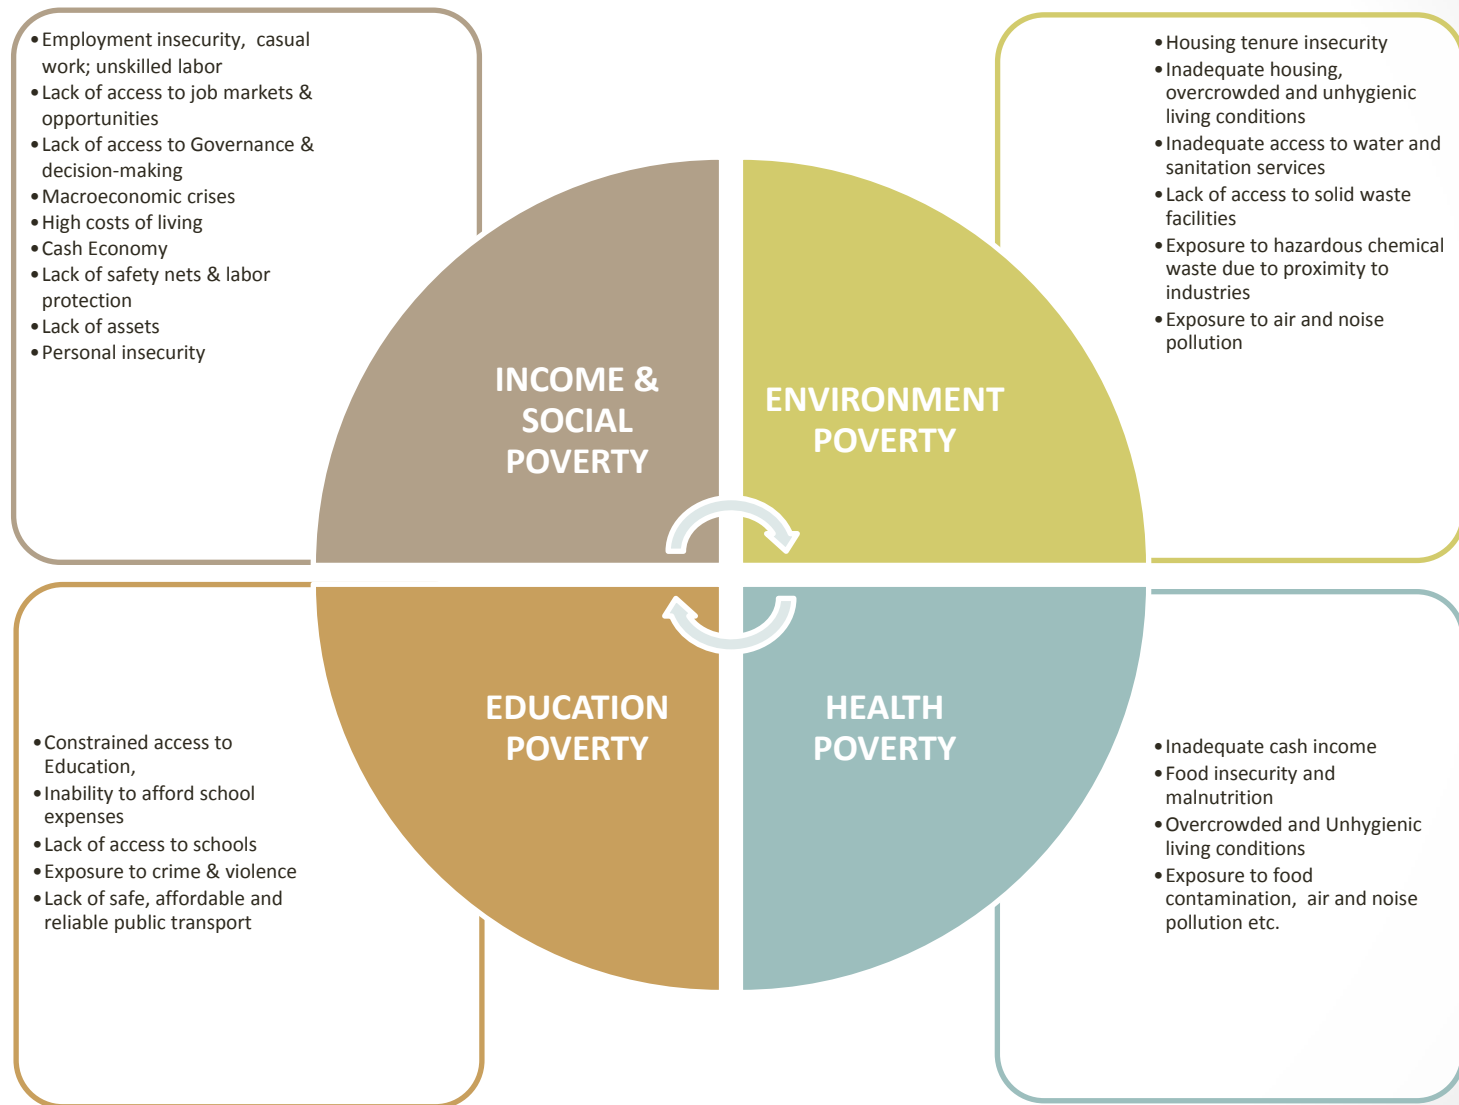 •Employment insecurity, casual
work; unskilled labor
•Lack of access to job markets &
opportunities
•Lack of access to Governance &
decision-making
•Macroeconomic crises
•High costs of living
•Cash Economy
•Lack of safety nets & labor
protection
•Lack of assets
•Personal insecurity
•Housing tenure insecurity
•Inadequate housing,
overcrowded and unhygienic
living conditions
•Inadequate access to water and
sanitation services
•Lack of access to solid waste
facilities
•Exposure to hazardous chemical
waste due to proximity to
industries
•Exposure to air and noise
pollution
INCOME &
SOCIAL
POVERTY
ENVIRONMENT
POVERTY
EDUCATION
POVERTY
HEALTH
POVERTY
•Constrained access to
Education,
•Inability to afford school
expenses
•Lack of access to schools
•Exposure to crime & violence
•Lack of safe, affordable and
reliable public transport
•Inadequate cash income
•Food insecurity and
malnutrition
•Overcrowded and Unhygienic
living conditions
•Exposure to food
contamination, air and noise
pollution etc.